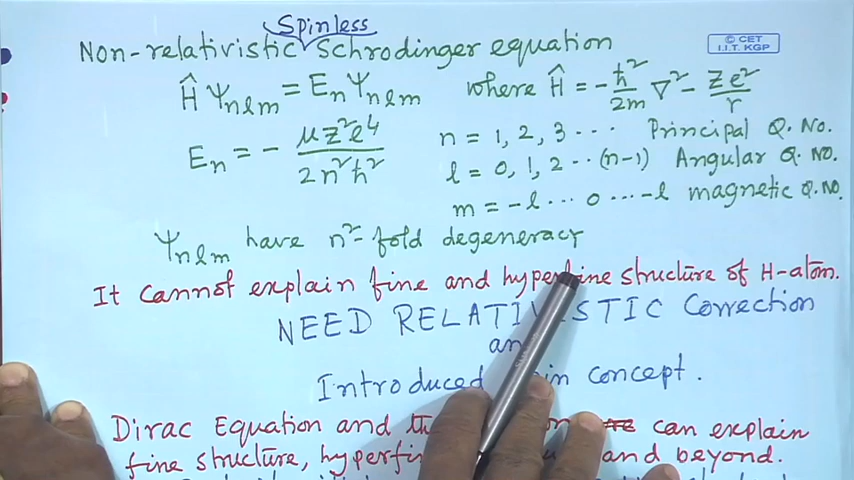 Spinless
Non-relativistic Schrodinger equation
© CET
I.I.T. KGP
Ĥ Ψnlm = En Ψnlm where Ĥ = - ħ²/2m ∇² - Ze²/r
En = - μz²e⁴/2n²ħ²
n = 1, 2, 3 ··· Principal Q. No.
l = 0, 1, 2 ·· (n-1) Angular Q. NO.
m = -l ··· 0 ··· -l magnetic Q.NO.
Ψnlm have n²-fold degeneracy
It cannot explain fine and hyperfine structure of H-atom.
NEED RELATIVISTIC Correction
Introduced concept.
Dirac Equation and can explain
fine structure, and beyond.